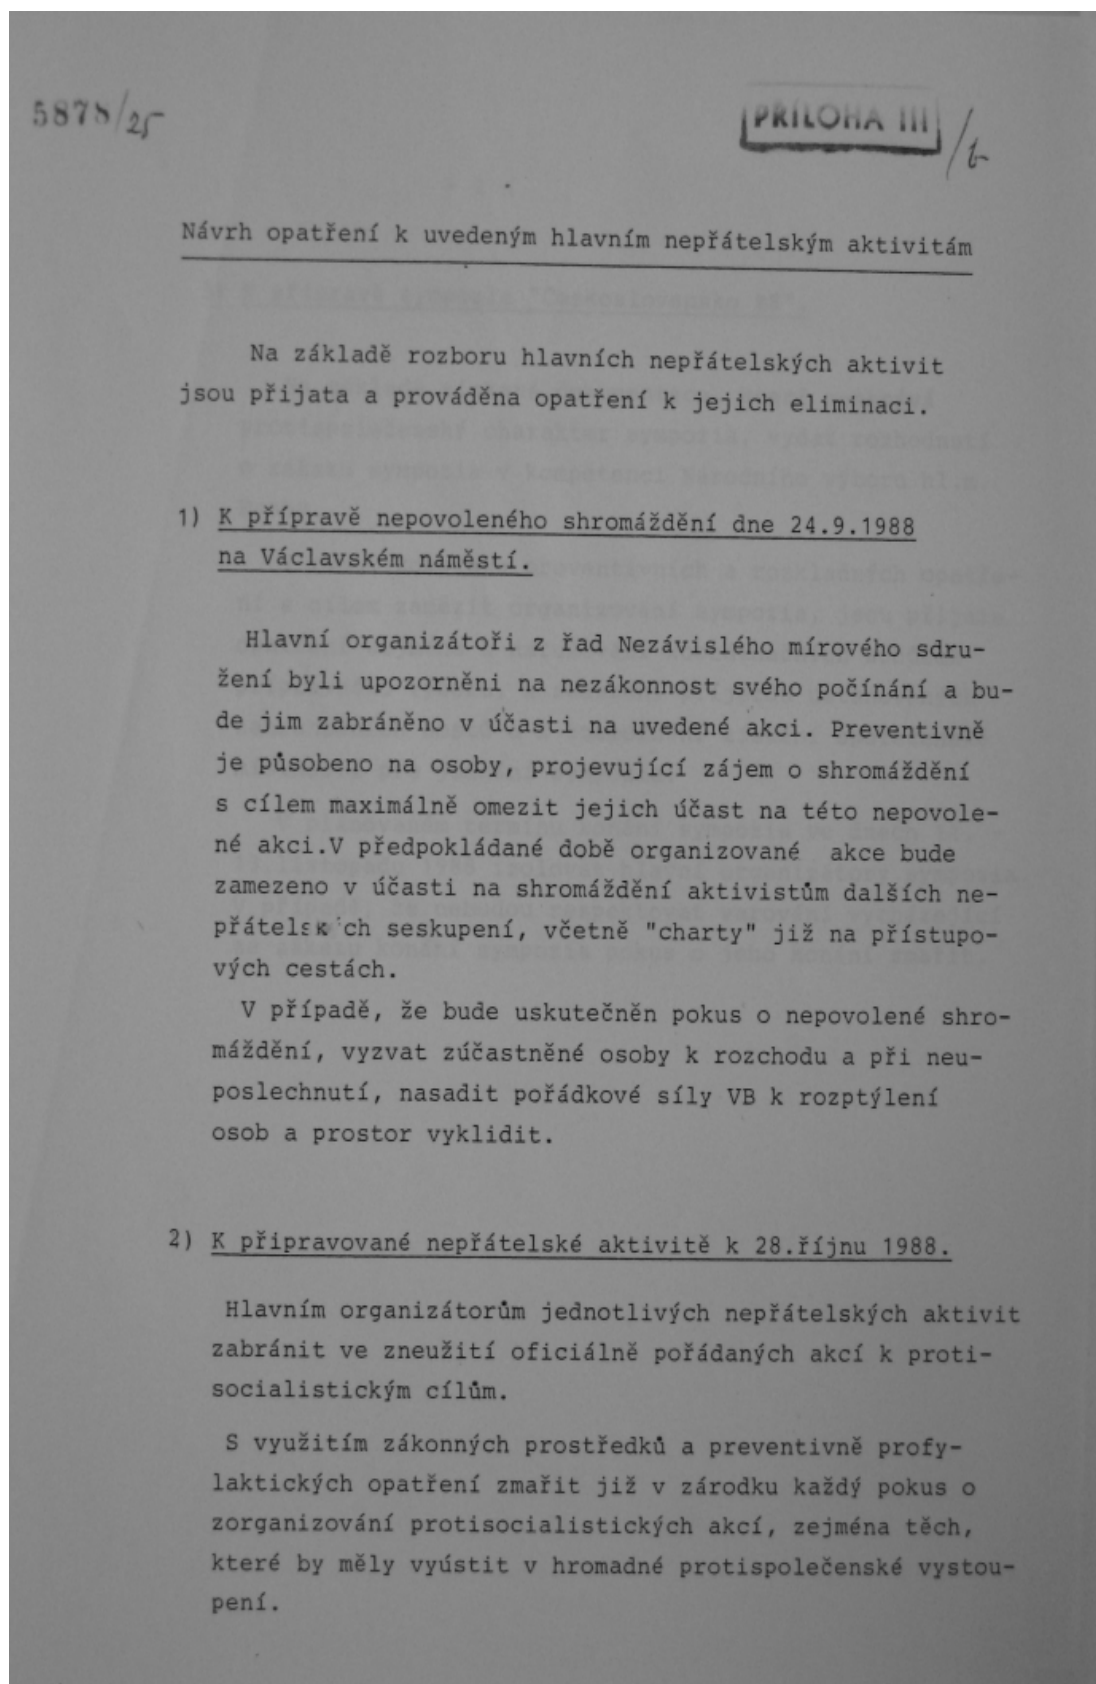 5878/25
PŘÍLOHA III
/b
Návrh opatření k uvedeným hlavním nepřátelským aktivitám
Na základě rozboru hlavních nepřátelských aktivit
jsou přijata a prováděna opatření k jejich eliminaci.
1) K přípravě nepovoleného shromáždění dne 24.9.1988
na Václavském náměstí.
Hlavní organizátoři z řad Nezávislého mírového sdru-
žení byli upozorněni na nezákonnost svého počínání a bu-
de jim zabráněno v účasti na uvedené akci. Preventivně
je působeno na osoby, projevující zájem o shromáždění
s cílem maximálně omezit jejich účast na této nepovole-
né akci.V předpokládané době organizované akce bude
zamezeno v účasti na shromáždění aktivistům dalších ne-
přátelských seskupení, včetně "charty" již na přístupo-
vých cestách.
V případě, že bude uskutečněn pokus o nepovolené shro-
máždění, vyzvat zúčastněné osoby k rozchodu a při neu-
poslechnutí, nasadit pořádkové síly VB k rozptýlení
osob a prostor vyklidit.
2) K připravované nepřátelské aktivitě k 28.říjnu 1988.
Hlavním organizátorům jednotlivých nepřátelských aktivit
zabránit ve zneužití oficiálně pořádaných akcí k proti-
socialistickým cílům.
S využitím zákonných prostředků a preventivně profy-
laktických opatření zmařit již v zárodku každý pokus o
zorganizování protisocialistických akcí, zejména těch,
které by měly vyústit v hromadné protispolečenské vystou-
pení.